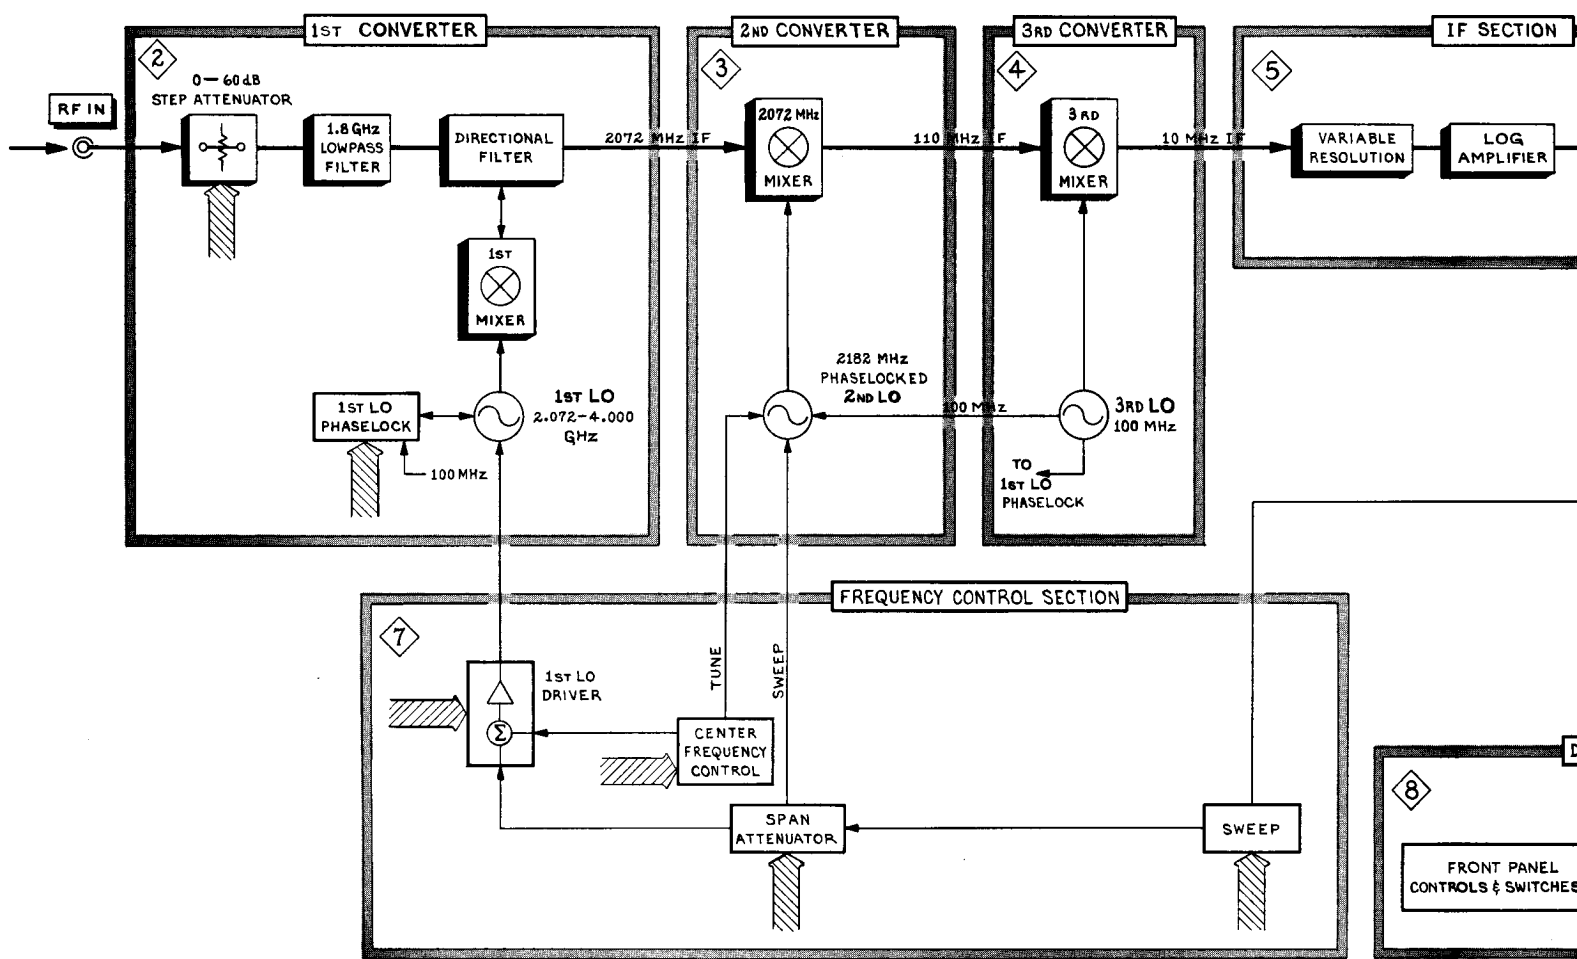 1ST CONVERTER
2ND CONVERTER
3RD CONVERTER
IF SECTION
2
3
4
5
RF IN
0-60dB
STEP ATTENUATOR
1.8 GHz
LOWPASS
FILTER
DIRECTIONAL
FILTER
2072 MHz IF
2072 MHz
MIXER
110 MHz IF
3RD
MIXER
10 MHz IF
VARIABLE
RESOLUTION
LOG
AMPLIFIER
1ST
MIXER
1ST LO
PHASELOCK
100 MHz
1ST LO
2.072-4.000
GHz
2182 MHz
PHASELOCKED
2ND LO
100 MHz
3RD LO
100 MHz
TO
1ST LO
PHASELOCK
FREQUENCY CONTROL SECTION
7
1ST LO
DRIVER
Σ
TUNE
SWEEP
CENTER
FREQUENCY
CONTROL
SPAN
ATTENUATOR
SWEEP
D
8
FRONT PANEL
CONTROLS & SWITCHES